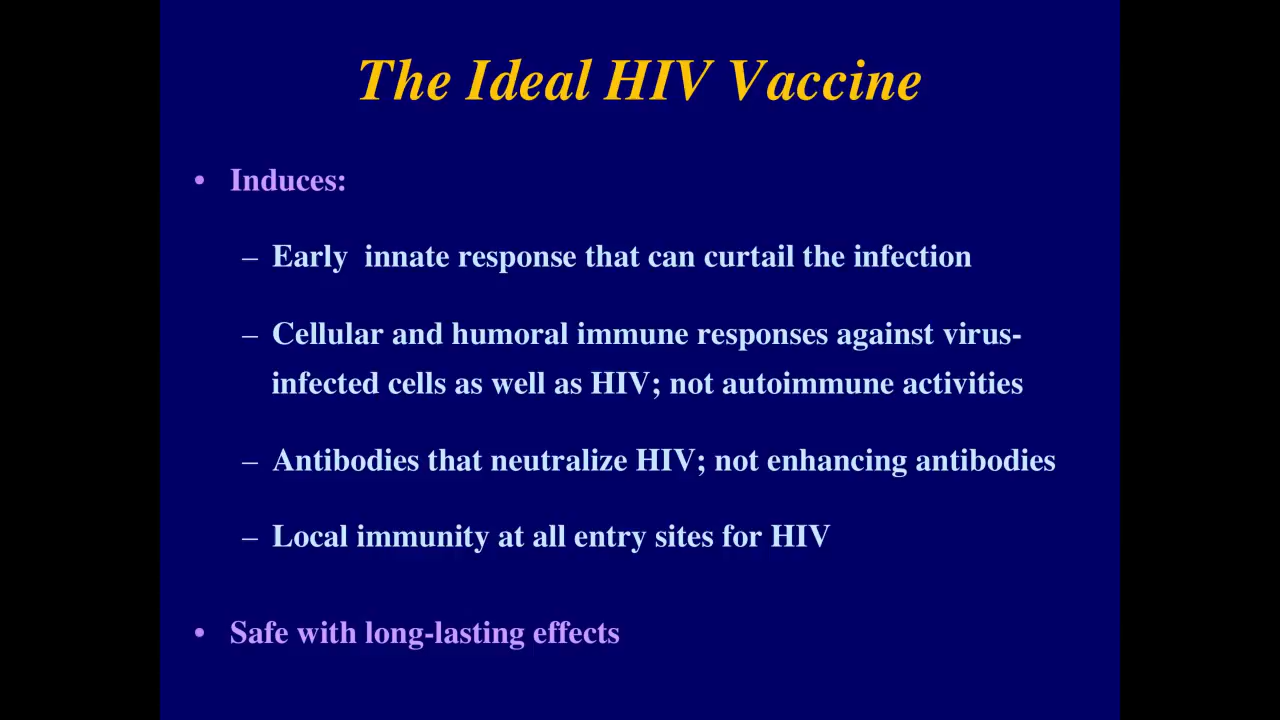 The Ideal HIV Vaccine
• Induces:
– Early  innate response that can curtail the infection
– Cellular and humoral immune responses against virus-
infected cells as well as HIV; not autoimmune activities
– Antibodies that neutralize HIV; not enhancing antibodies
– Local immunity at all entry sites for HIV
• Safe with long-lasting effects